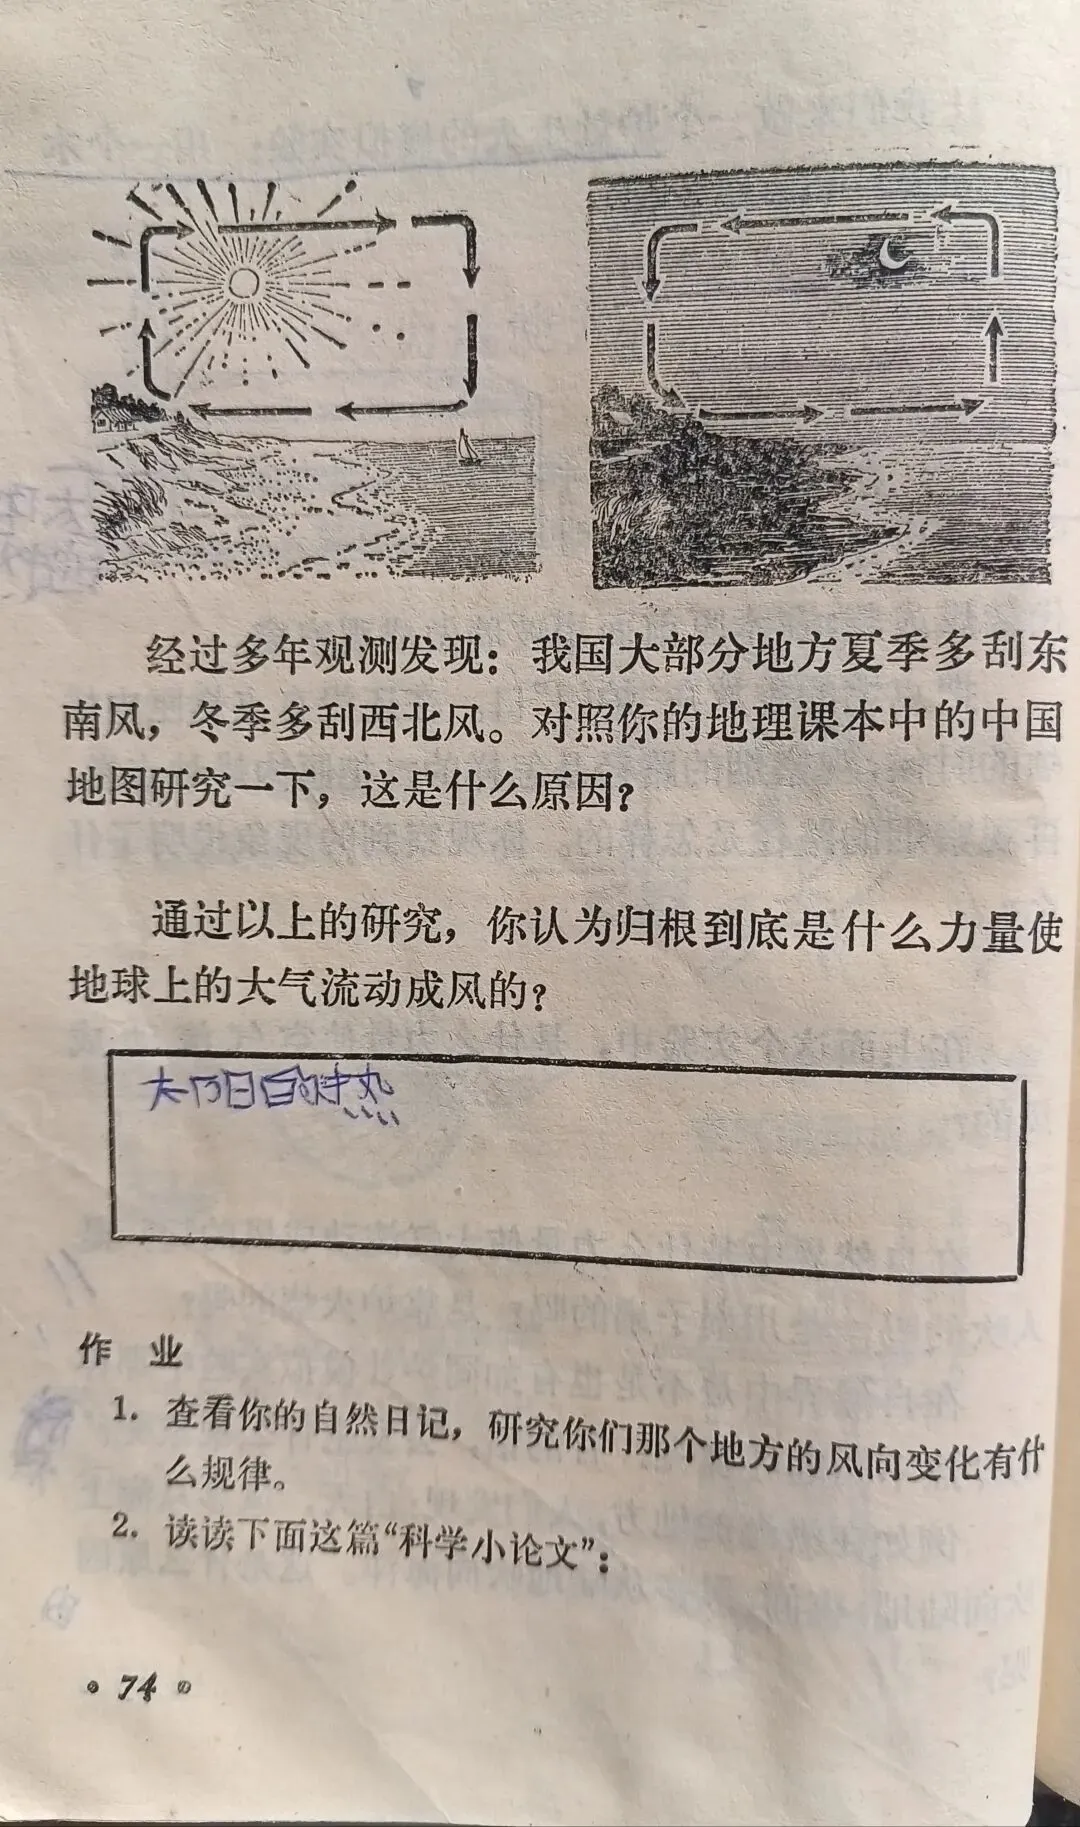 经过多年观测发现：我国大部分地方夏季多刮东
南风，冬季多刮西北风。对照你的地理课本中的中国
地图研究一下，这是什么原因？
通过以上的研究，你认为归根到底是什么力量使
地球上的大气流动成风的？
太阳的热
作 业
1. 查看你的自然日记，研究你们那个地方的风向变化有什
么规律。
2. 读读下面这篇“科学小论文”：
• 74 •